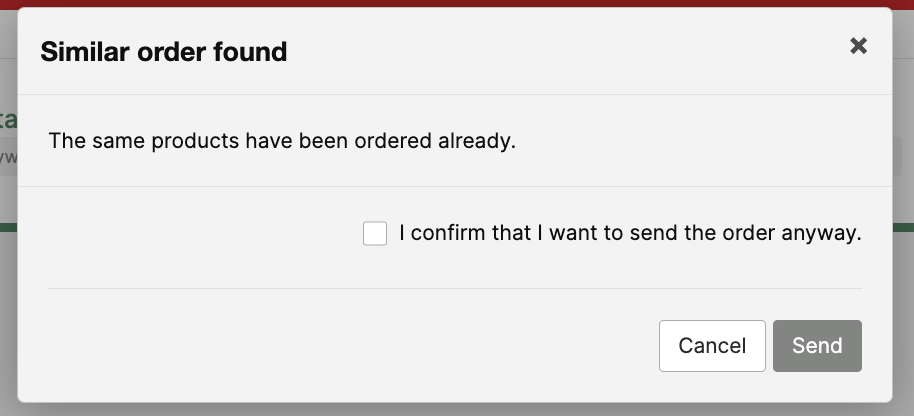 Similar order found
The same products have been ordered already.
I confirm that I want to send the order anyway.
Cancel
Send